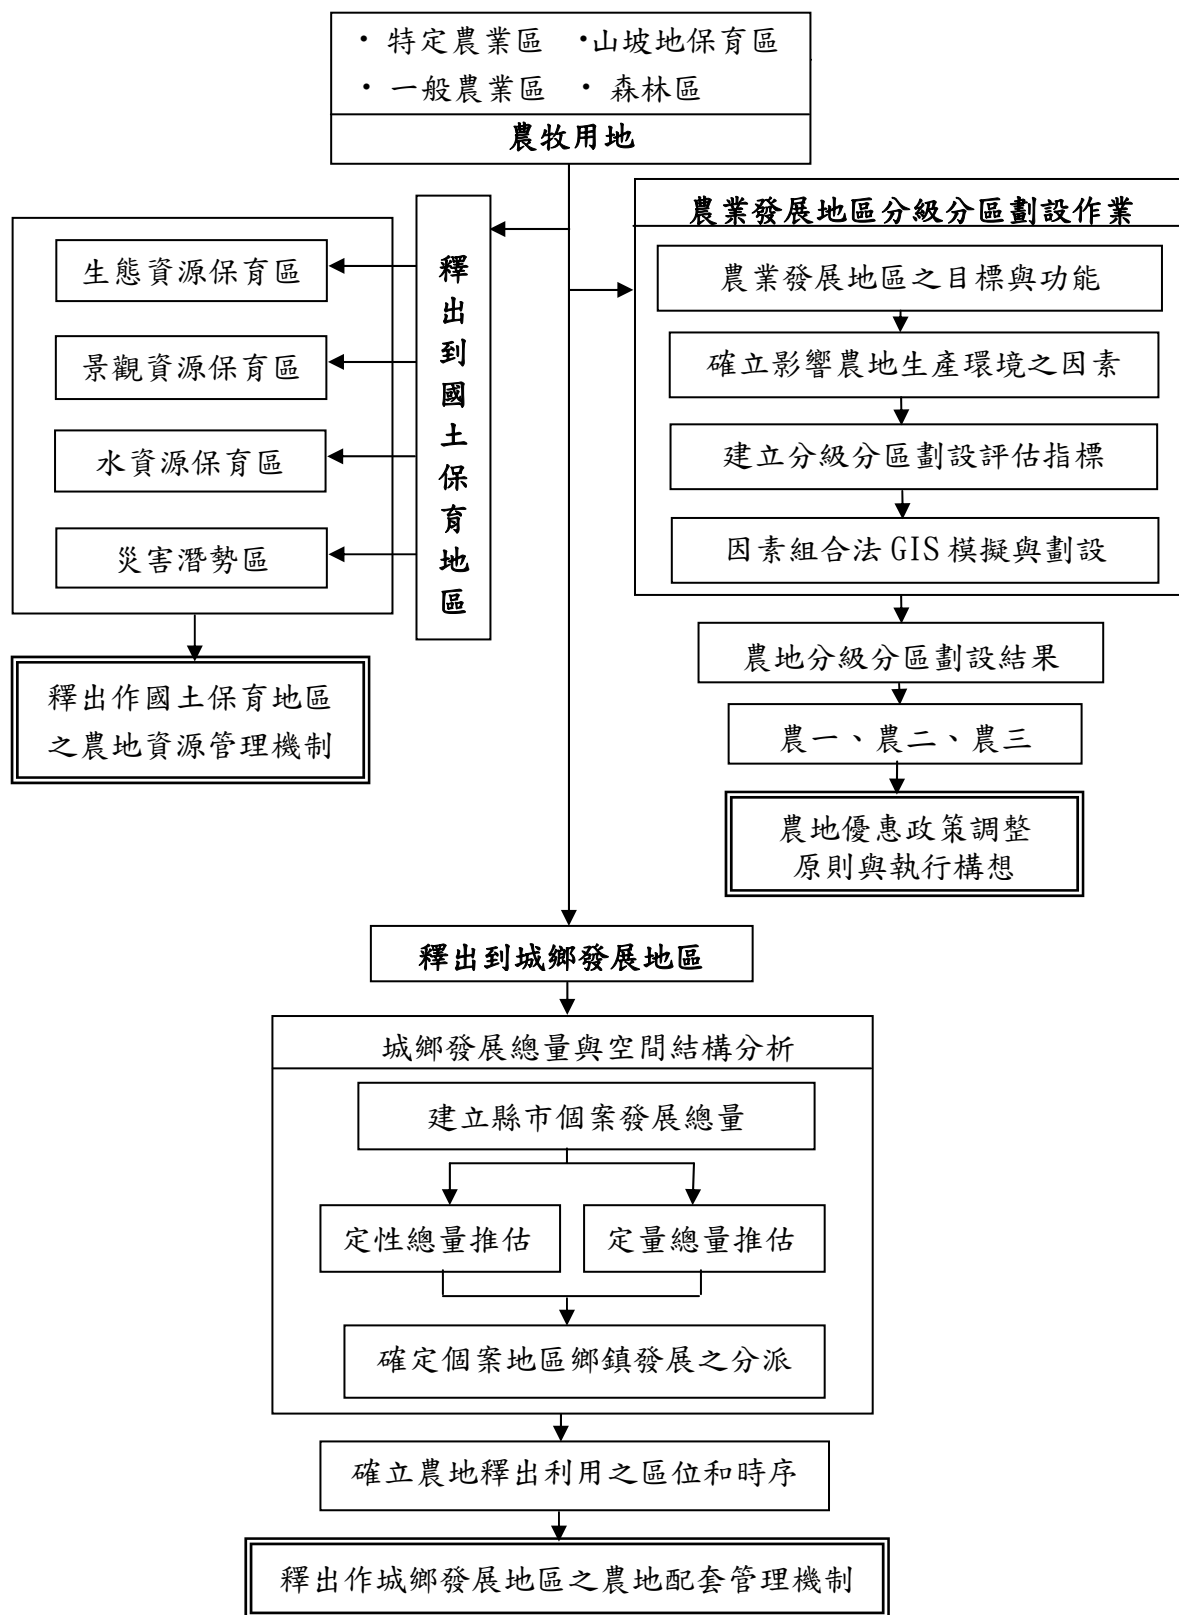 ・ 特定農業區 ・山坡地保育區
・ 一般農業區 ・ 森林區
農牧用地
釋出到國土保育地區
生態資源保育區
景觀資源保育區
水資源保育區
災害潛勢區
釋出作國土保育地區
之農地資源管理機制
農業發展地區分級分區劃設作業
農業發展地區之目標與功能
確立影響農地生產環境之因素
建立分級分區劃設評估指標
因素組合法 GIS 模擬與劃設
農地分級分區劃設結果
農一、農二、農三
農地優惠政策調整
原則與執行構想
釋出到城鄉發展地區
城鄉發展總量與空間結構分析
建立縣市個案發展總量
定性總量推估
定量總量推估
確定個案地區鄉鎮發展之分派
確立農地釋出利用之區位和時序
釋出作城鄉發展地區之農地配套管理機制